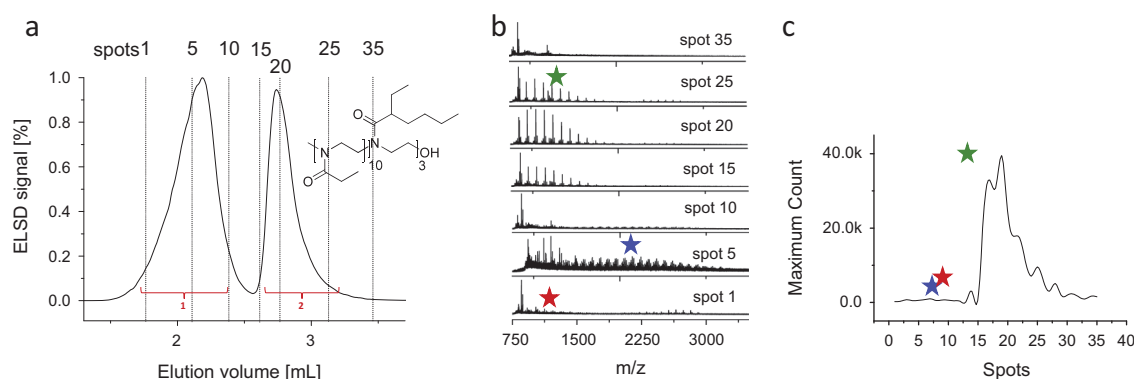 a
spots 1 5 10 15 20 25 35
1.0
0.8
0.6
0.4
0.2
0.0
ELSD signal [%]
O
N
N
10
3
OH
O
1
2
2 3
Elution volume [mL]
b
spot 35
spot 25
spot 20
spot 15
spot 10
spot 5
spot 1
750 1500 2250 3000
m/z
c
40.0k
20.0k
0.0
Maximum Count
0 5 10 15 20 25 30 35 40
Spots